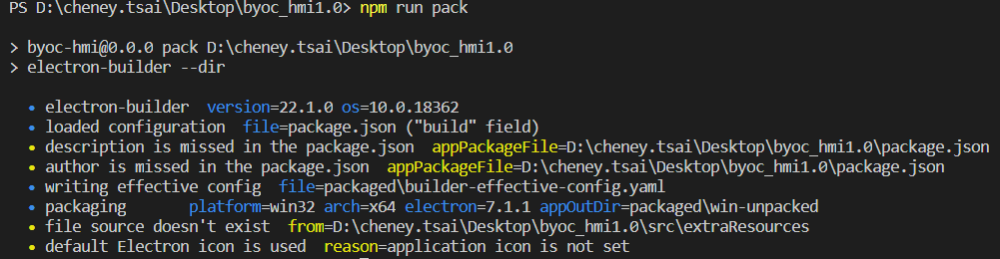 PS D:\cheney.tsai\Desktop\byoc_hmi1.0> npm run pack
> byoc-hmi@0.0.0 pack D:\cheney.tsai\Desktop\byoc_hmi1.0
> electron-builder --dir
• electron-builder  version=22.1.0 os=10.0.18362
• loaded configuration  file=package.json ("build" field)
• description is missed in the package.json  appPackageFile=D:\cheney.tsai\Desktop\byoc_hmi1.0\package.json
• author is missed in the package.json  appPackageFile=D:\cheney.tsai\Desktop\byoc_hmi1.0\package.json
• writing effective config  file=packaged\builder-effective-config.yaml
• packaging       platform=win32 arch=x64 electron=7.1.1 appOutDir=packaged\win-unpacked
• file source doesn't exist  from=D:\cheney.tsai\Desktop\byoc_hmi1.0\src\extraResources
• default Electron icon is used  reason=application icon is not set